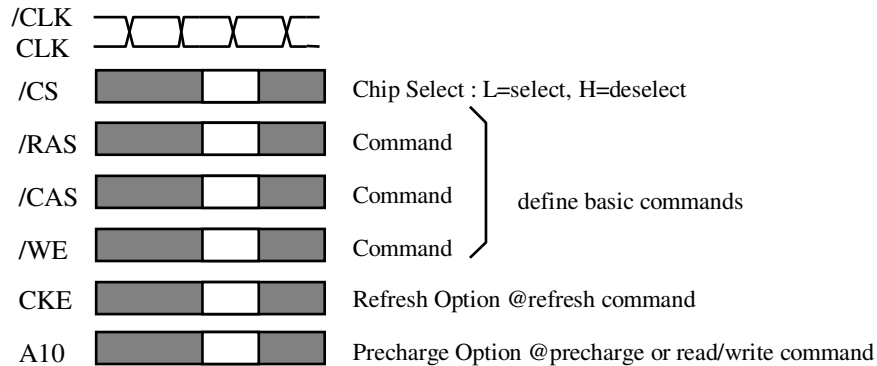 /CLK
CLK
/CS Chip Select : L=select, H=deselect
/RAS Command
/CAS Command define basic commands
/WE Command
CKE Refresh Option @refresh command
A10 Precharge Option @precharge or read/write command